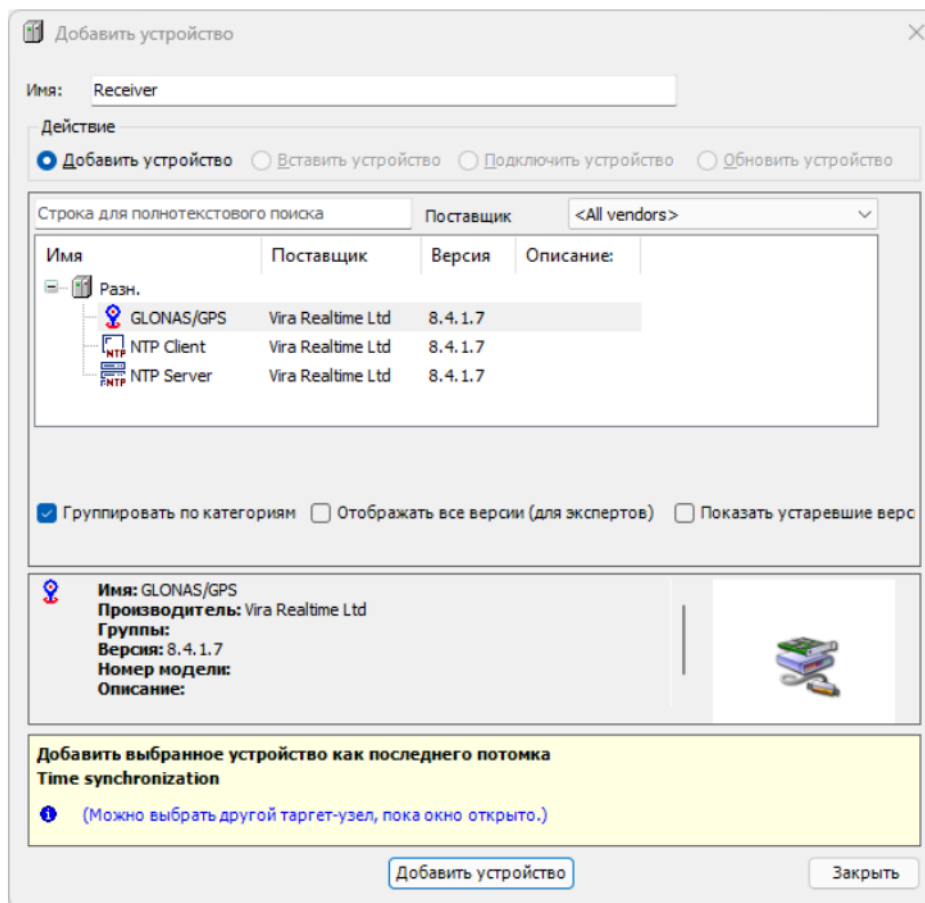 Добавить устройство
Имя: Receiver
Действие
Добавить устройство Вставить устройство Подключить устройство Обновить устройство
Строка для полнотекстового поиска Поставщик <All vendors>
Имя Поставщик Версия Описание:
Разн.
GLONAS/GPS Vira Realtime Ltd 8.4.1.7
NTP NTP Client Vira Realtime Ltd 8.4.1.7
SNTP NTP Server Vira Realtime Ltd 8.4.1.7
Группировать по категориям Отображать все версии (для экспертов) Показать устаревшие верс
Имя: GLONAS/GPS
Производитель: Vira Realtime Ltd
Группы:
Версия: 8.4.1.7
Номер модели:
Описание:
Добавить выбранное устройство как последнего потомка
Time synchronization
(Можно выбрать другой таргет-узел, пока окно открыто.)
Добавить устройство Закрыть